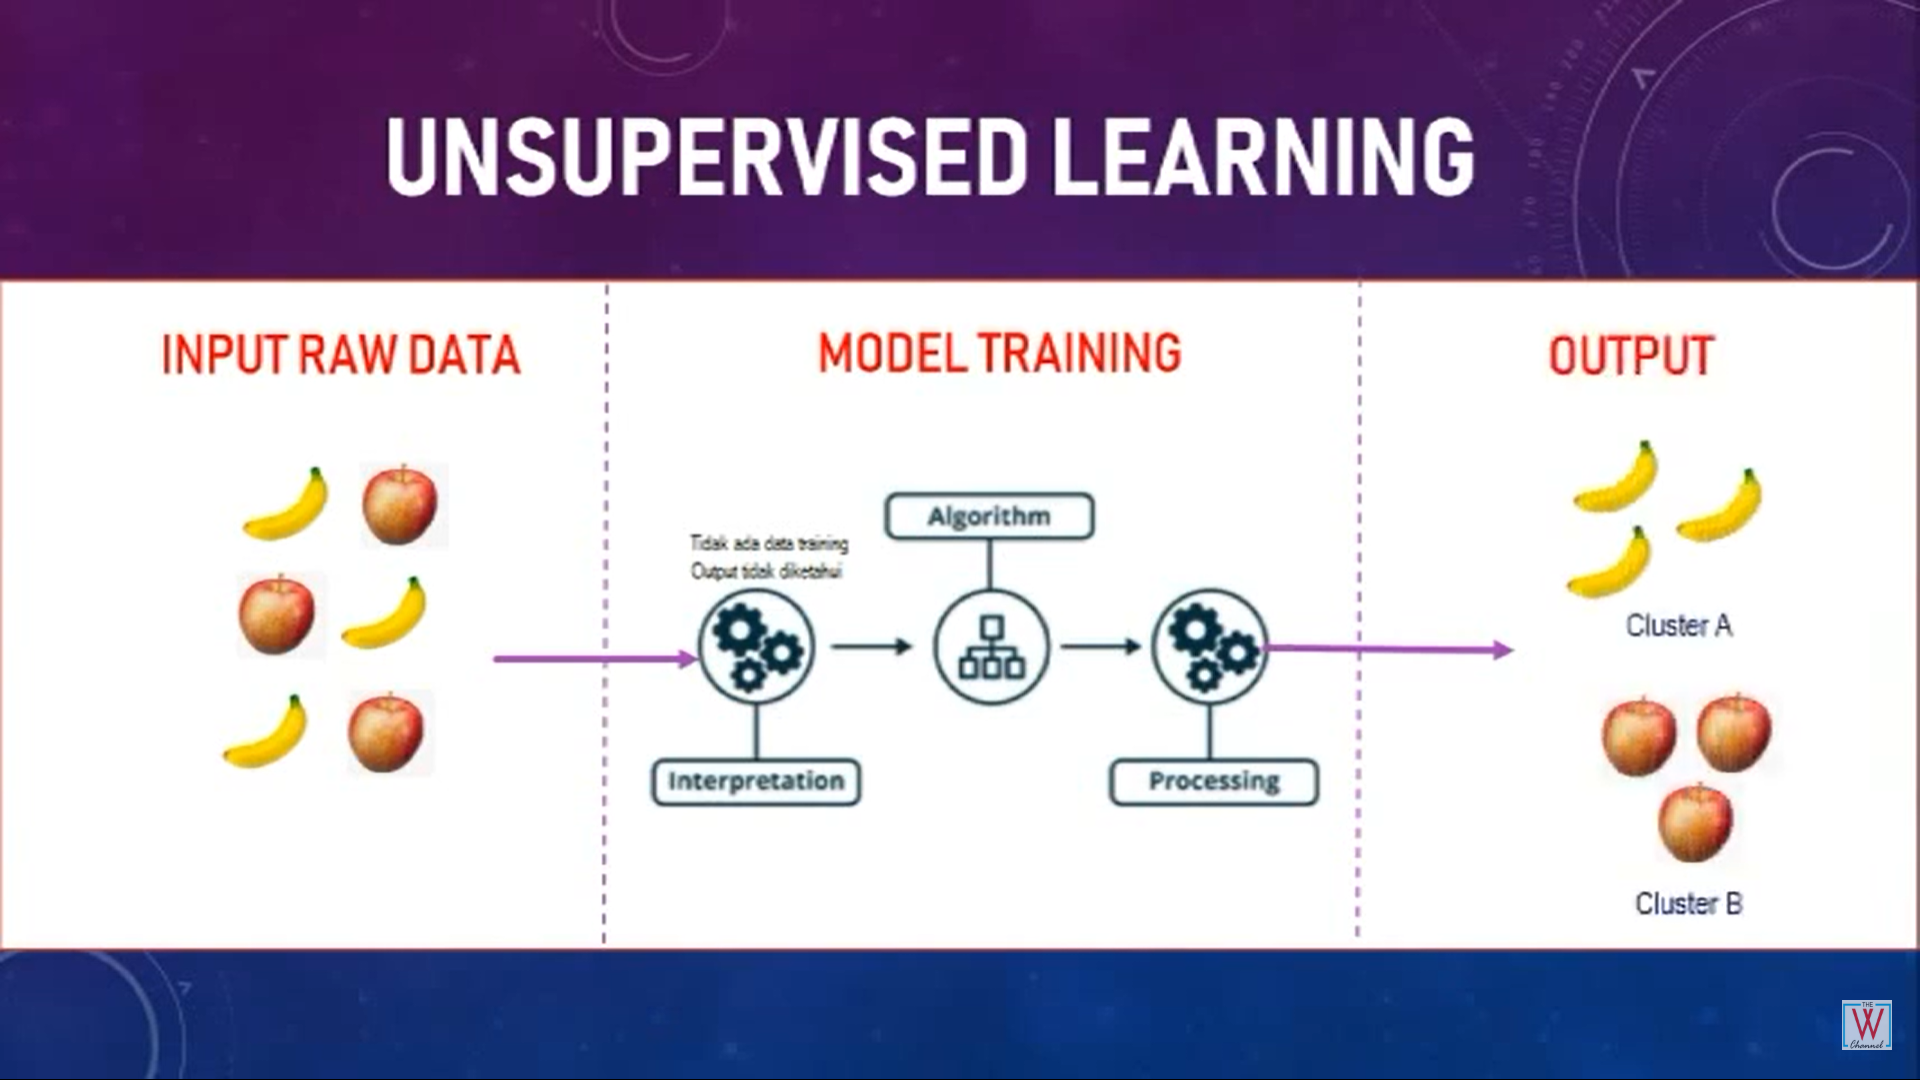 UNSUPERVISED LEARNING
INPUT RAW DATA
MODEL TRAINING
OUTPUT
Tidak ada data training
Output tidak diketahui
Algorithm
Interpretation
Processing
Cluster A
Cluster B
THE
W
Channel